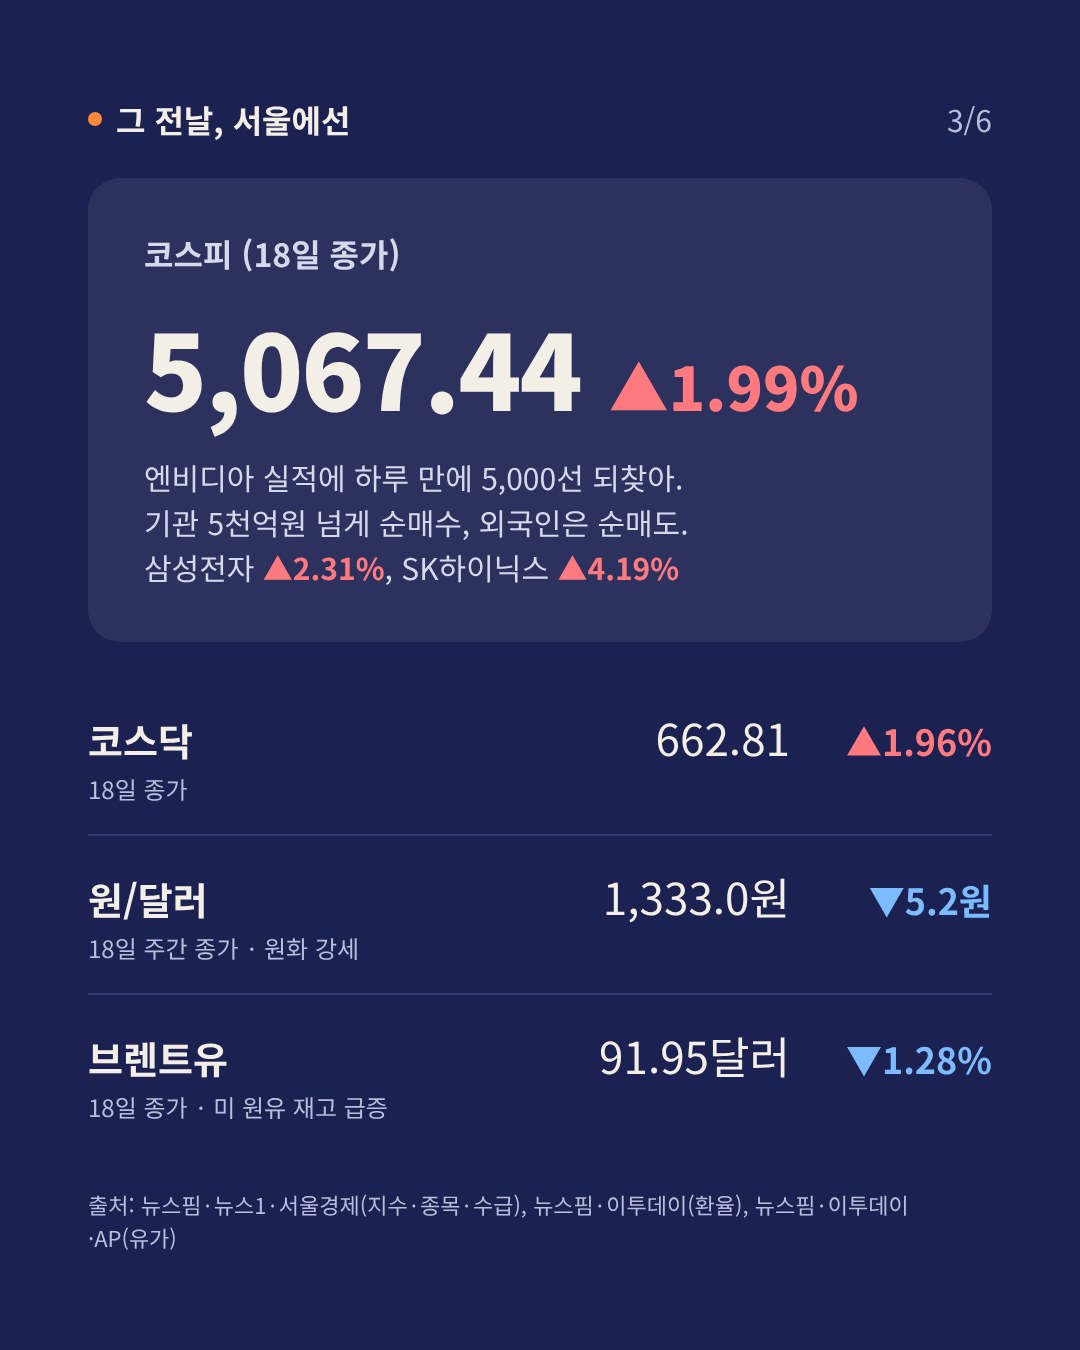 그 전날, 서울에선
3/6
코스피 (18일 종가)
5,067.44 ▲1.99%
엔비디아 실적에 하루 만에 5,000선 되찾아.
기관 5천억원 넘게 순매수, 외국인은 순매도.
삼성전자 ▲2.31%, SK하이닉스 ▲4.19%
코스닥 662.81 ▲1.96%
18일 종가
원/달러 1,333.0원 ▼5.2원
18일 주간 종가 · 원화 강세
브렌트유 91.95달러 ▼1.28%
18일 종가 · 미 원유 재고 급증
출처: 뉴스핌·뉴스1·서울경제(지수·종목·수급), 뉴스핌·이투데이(환율), 뉴스핌·이투데이
·AP(유가)